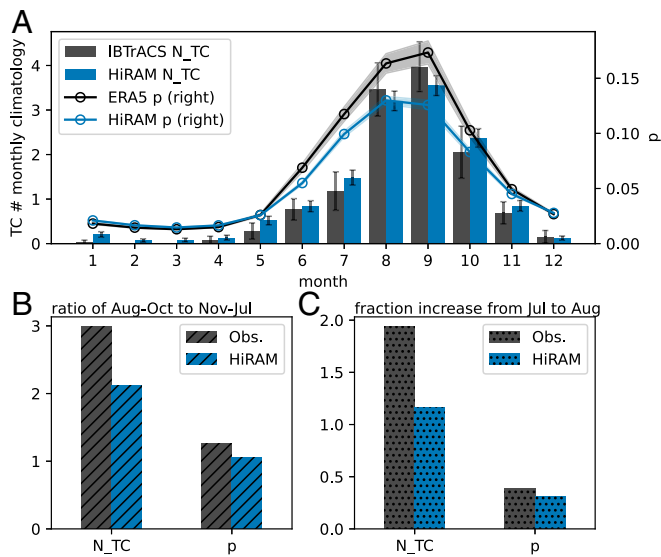 A
IBTrACS N_TC
HiRAM N_TC
ERA5 p (right)
HiRAM p (right)
TC # monthly climatology
4
3
2
1
0
0.15
0.10
0.05
0.00
p
1 2 3 4 5 6 7 8 9 10 11 12
month
B
ratio of Aug-Oct to Nov-Jul
Obs.
HiRAM
3
2
1
0
N_TC p
C
fraction increase from Jul to Aug
Obs.
HiRAM
2.0
1.5
1.0
0.5
0.0
N_TC p